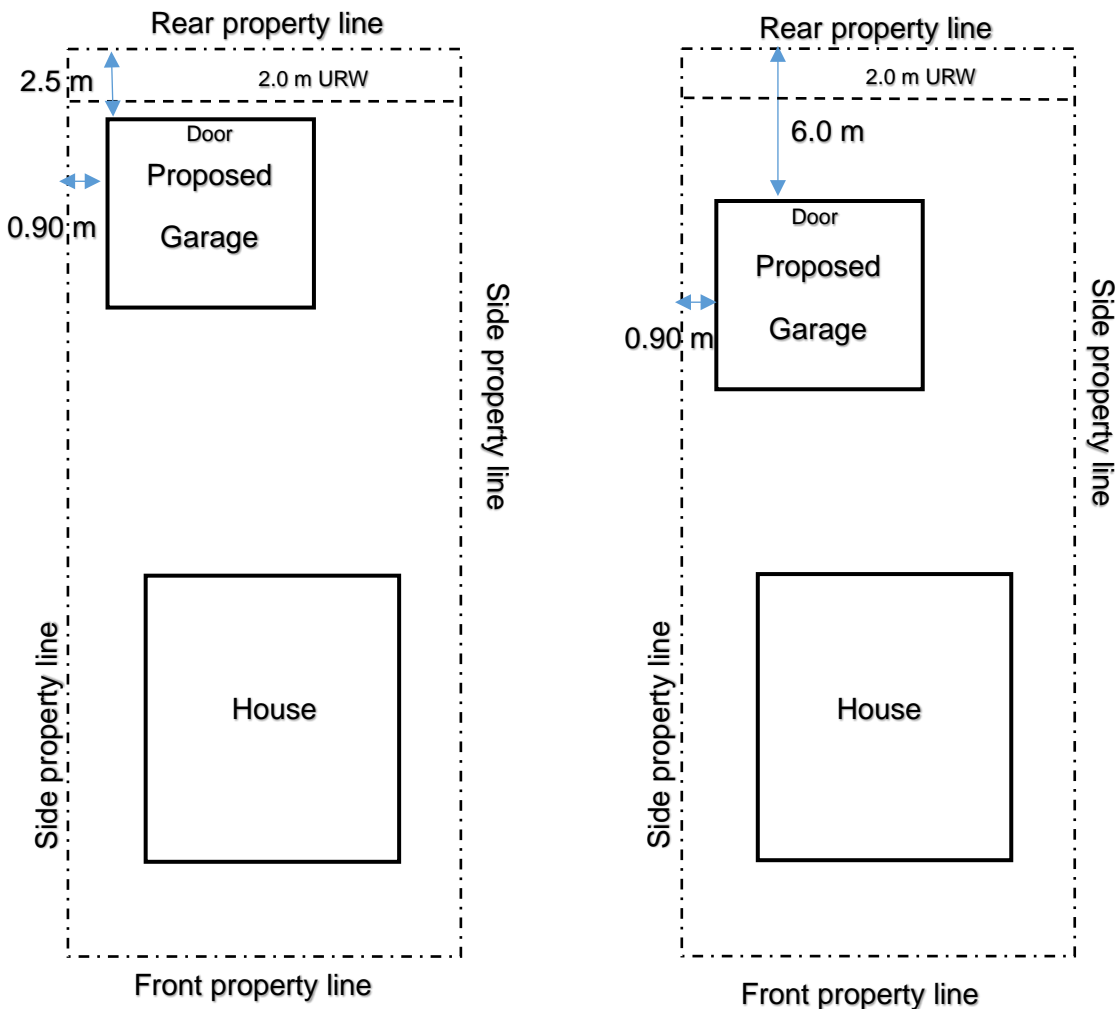 Rear property line
2.5 m
2.0 m URW
Door
Proposed
Garage
0.90 m
Side property line
Side property line
House
Front property line
Rear property line
2.0 m URW
6.0 m
Door
Proposed
Garage
0.90 m
Side property line
Side property line
House
Front property line